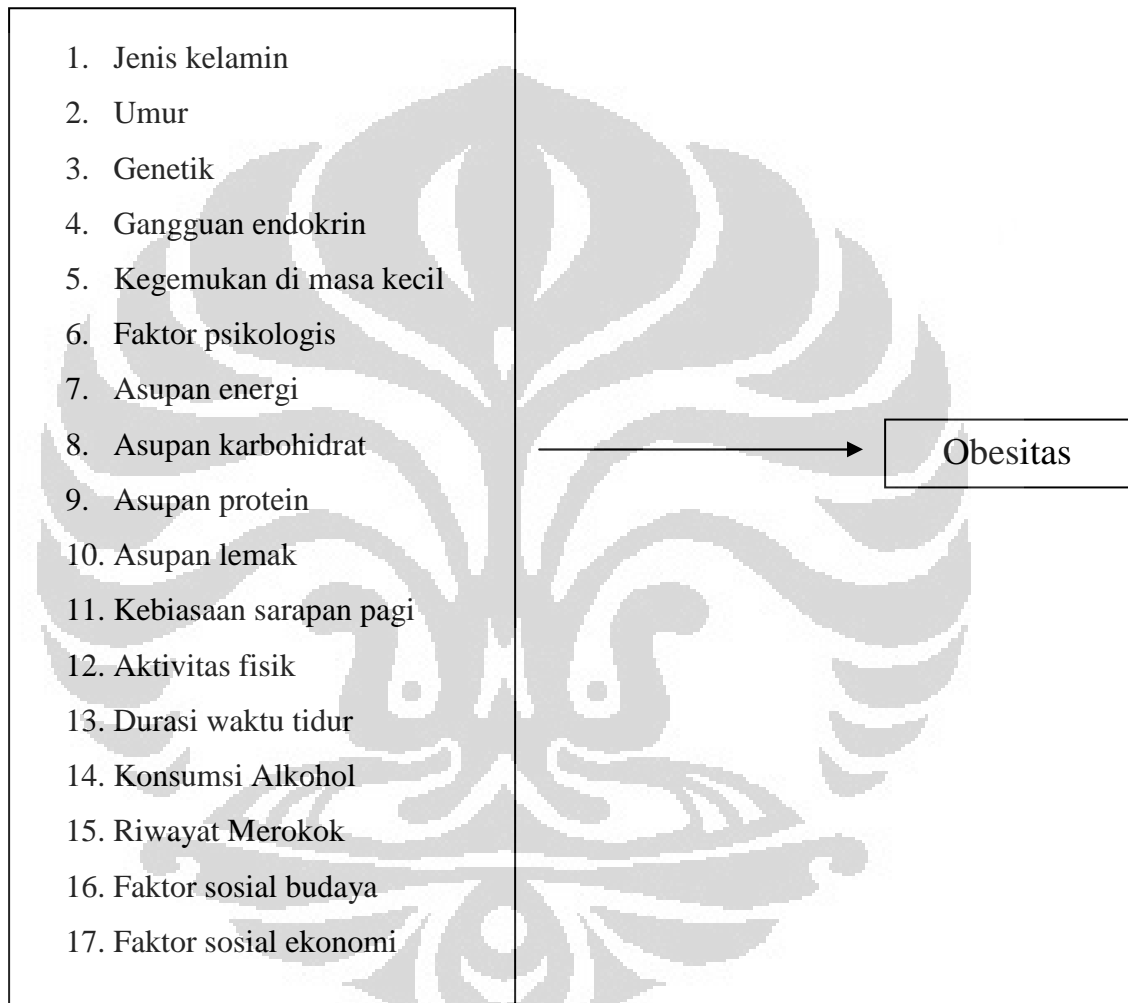 1. Jenis kelamin
2. Umur
3. Genetik
4. Gangguan endokrin
5. Kegemukan di masa kecil
6. Faktor psikologis
7. Asupan energi
8. Asupan karbohidrat
9. Asupan protein
10. Asupan lemak
11. Kebiasaan sarapan pagi
12. Aktivitas fisik
13. Durasi waktu tidur
14. Konsumsi Alkohol
15. Riwayat Merokok
16. Faktor sosial budaya
17. Faktor sosial ekonomi
Obesitas